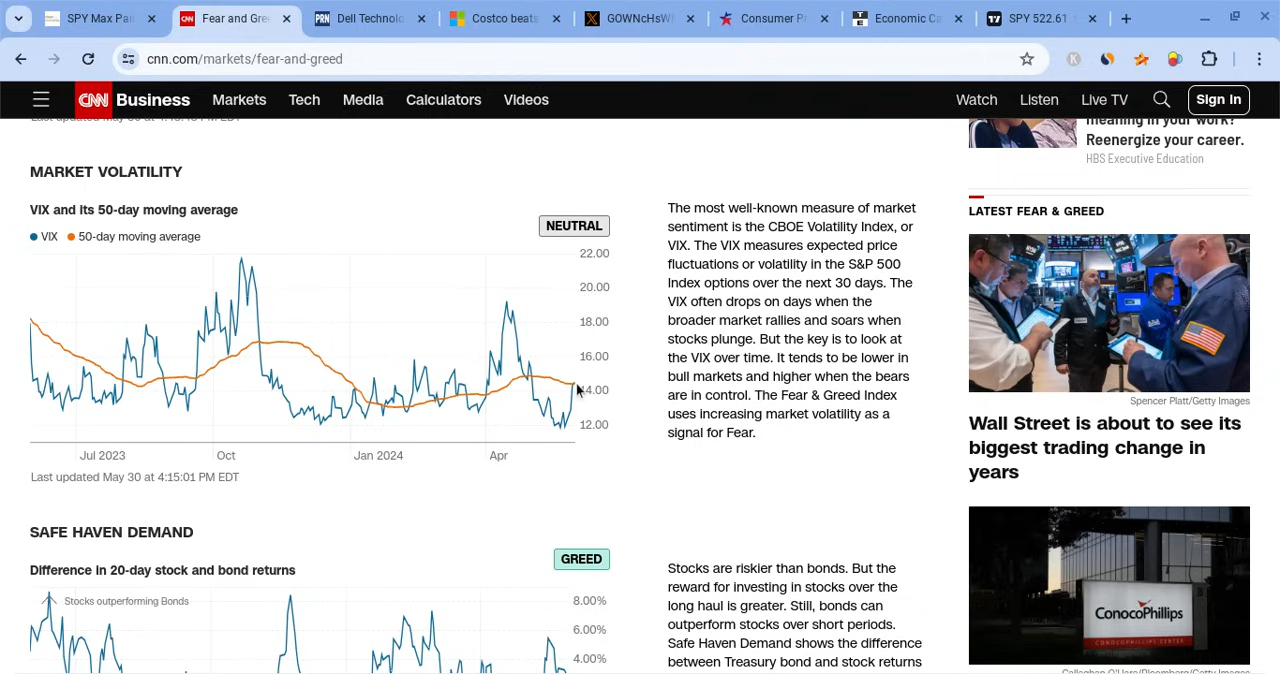 SPY Max Pai
Fear and Gree
PRN
Dell Technolo
Costco beats
GOWNcHsW
Consumer Pr
Economic Ca
SPY 522.61
cnn.com/markets/fear-and-greed
CNN Business
Markets
Tech
Media
Calculators
Videos
Watch
Listen
Live TV
Sign In
MARKET VOLATILITY
VIX and its 50-day moving average
NEUTRAL
VIX
50-day moving average
22.00
20.00
18.00
16.00
14.00
12.00
Jul 2023
Oct
Jan 2024
Apr
Last updated May 30 at 4:15:01 PM EDT
The most well-known measure of market
sentiment is the CBOE Volatility Index, or
VIX. The VIX measures expected price
fluctuations or volatility in the S&P 500
Index options over the next 30 days. The
VIX often drops on days when the
broader market rallies and soars when
stocks plunge. But the key is to look at
the VIX over time. It tends to be lower in
bull markets and higher when the bears
are in control. The Fear & Greed Index
uses increasing market volatility as a
signal for Fear.
SAFE HAVEN DEMAND
Difference in 20-day stock and bond returns
GREED
Stocks outperforming Bonds
8.00%
6.00%
4.00%
Stocks are riskier than bonds. But the
reward for investing in stocks over the
long haul is greater. Still, bonds can
outperform stocks over short periods.
Safe Haven Demand shows the difference
between Treasury bond and stock returns
meaning in your work?
Reenergize your career.
HBS Executive Education
LATEST FEAR & GREED
Spencer Platt/Getty Images
Wall Street is about to see its
biggest trading change in
years
ConocoPhillips
CONOCOPHILLIPS CENTER